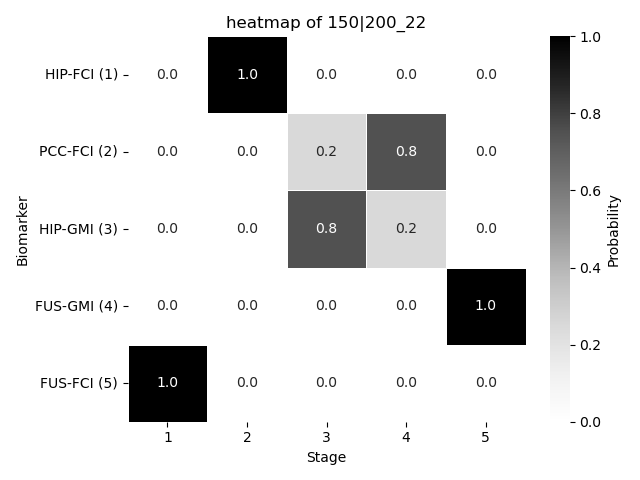 heatmap of 150|200_22
HIP-FCI (1) 0.0 1.0 0.0 0.0 0.0
PCC-FCI (2) 0.0 0.0 0.2 0.8 0.0
HIP-GMI (3) 0.0 0.0 0.8 0.2 0.0
FUS-GMI (4) 0.0 0.0 0.0 0.0 1.0
FUS-FCI (5) 1.0 0.0 0.0 0.0 0.0
1 2 3 4 5
Stage
Biomarker
1.0
0.8
0.6
0.4
0.2
0.0
Probability